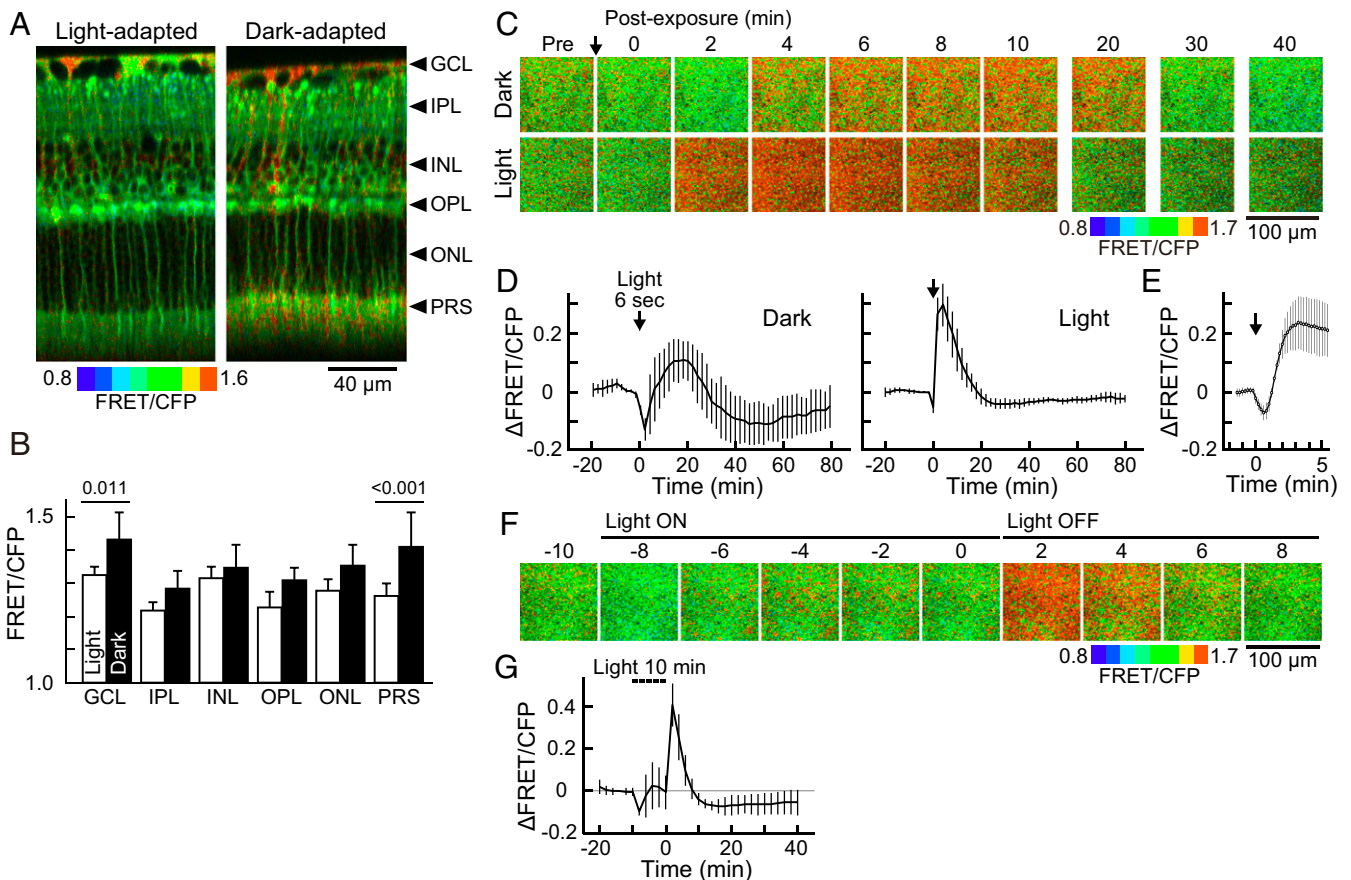 A
Light-adapted
Dark-adapted
GCL
IPL
INL
OPL
ONL
PRS
0.8
1.6
FRET/CFP
40 µm
B
FRET/CFP
1.5
1.0
0.011
<0.001
Light
Dark
GCL IPL INL OPL ONL PRS
C
Post-exposure (min)
Pre 0 2 4 6 8 10 20 30 40
Dark
Light
0.8
1.7
FRET/CFP
100 µm
D
Light
6 sec
Dark
ΔFRET/CFP
0.2
0
-0.2
-20 0 20 40 60 80
Time (min)
Light
-20 0 20 40 60 80
Time (min)
E
ΔFRET/CFP
0.2
0
-0.2
0 5
Time (min)
F
Light ON
Light OFF
-10 -8 -6 -4 -2 0 2 4 6 8
0.8
1.7
FRET/CFP
100 µm
G
Light 10 min
ΔFRET/CFP
0.4
0.2
0
-0.2
-20 0 20 40
Time (min)